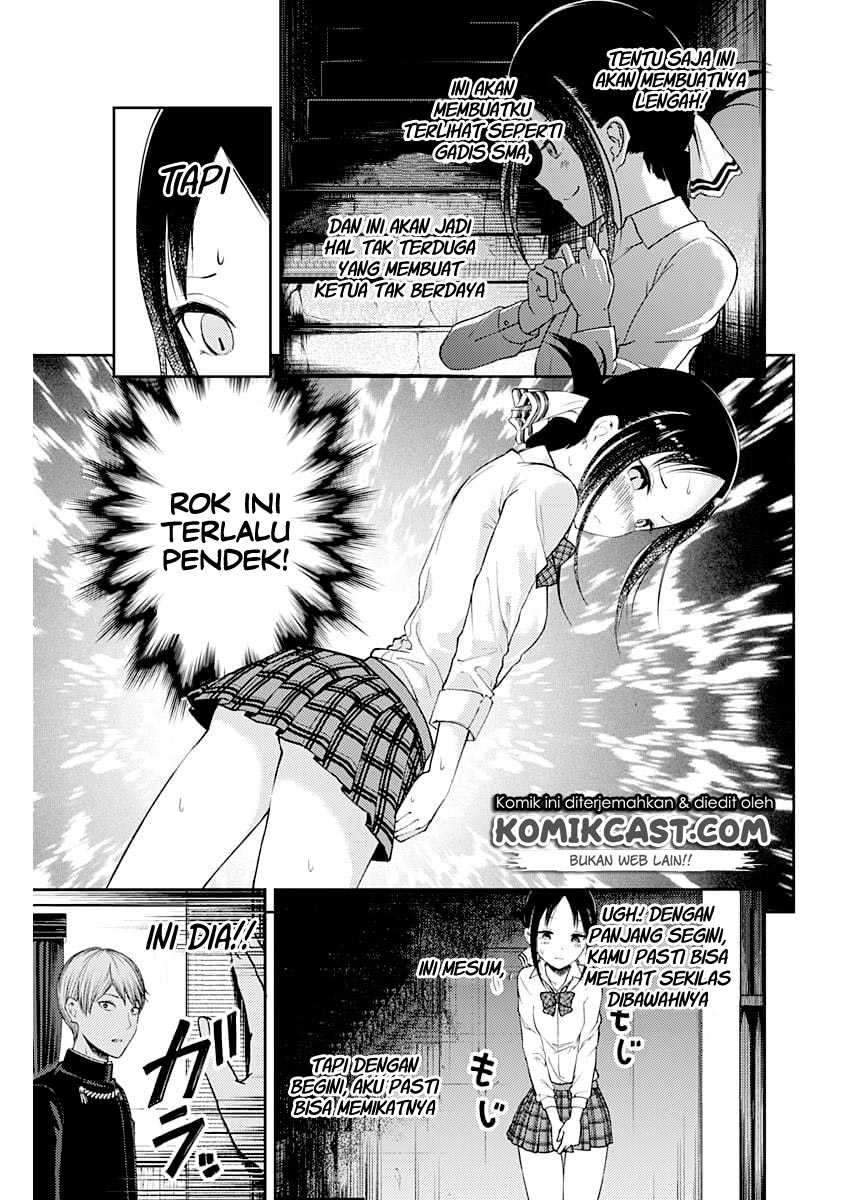 TENTU SAJA INI
AKAN MEMBUATNYA
LENGAH!
INI AKAN
MEMBUATKU
TERLIHAT SEPERTI
GADIS SMA,
DAN INI AKAN JADI
HAL TAK TERDUGA
YANG MEMBUAT
KETUA TAK BERDAYA
TAPI
ROK INI
TERLALU
PENDEK!
Komik ini diterjemahkan & diedit oleh
KOMIKCAST.COM
BUKAN WEB LAIN!!
UGH! DENGAN
PANJANG SEGINI,
KAMU PASTI BISA
MELIHAT SEKILAS
DIBAWAHNYA
INI MESUM,
TAPI DENGAN
BEGINI, AKU PASTI
BISA MEMIKATNYA
もじ
もじ
INI DIA!!
ガラッ